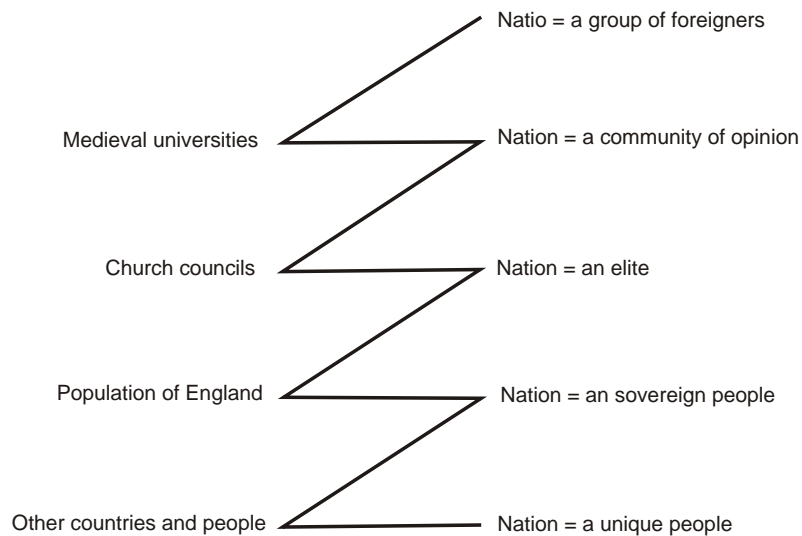 Natio = a group of foreigners
Medieval universities
Nation = a community of opinion
Church councils
Nation = an elite
Population of England
Nation = an sovereign people
Other countries and people
Nation = a unique people